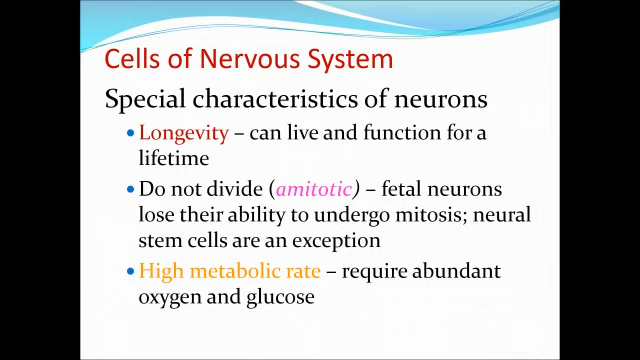 Cells of Nervous System
Special characteristics of neurons
• Longevity – can live and function for a
lifetime
• Do not divide (amitotic) – fetal neurons
lose their ability to undergo mitosis; neural
stem cells are an exception
• High metabolic rate – require abundant
oxygen and glucose